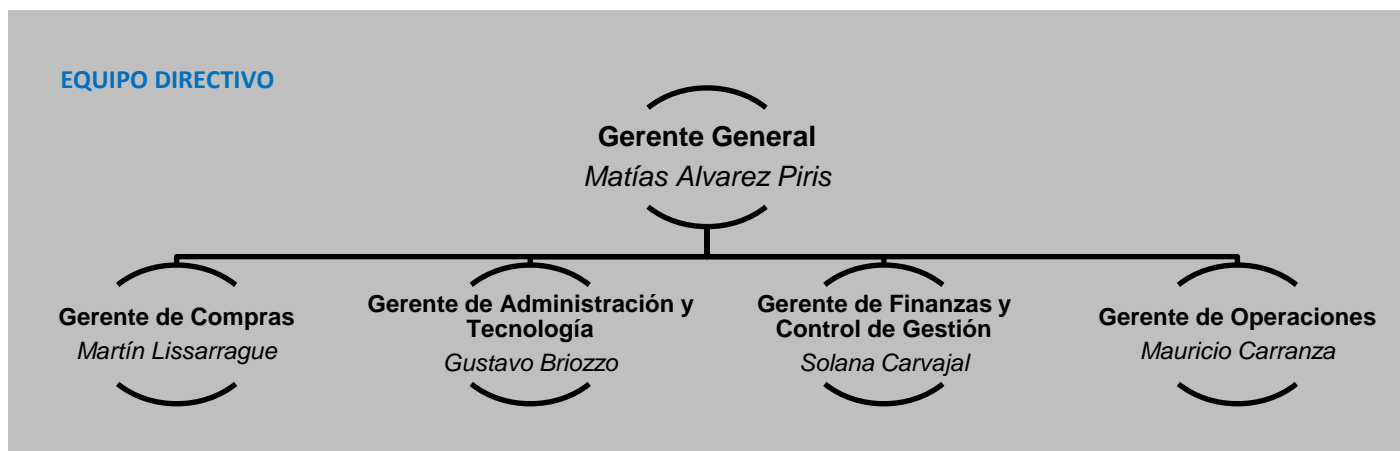 EQUIPO DIRECTIVO
Gerente General
Matías Alvarez Piris
Gerente de Compras
Martín Lissarrague
Gerente de Administración y
Tecnología
Gustavo Briozzo
Gerente de Finanzas y
Control de Gestión
Solana Carvajal
Gerente de Operaciones
Mauricio Carranza